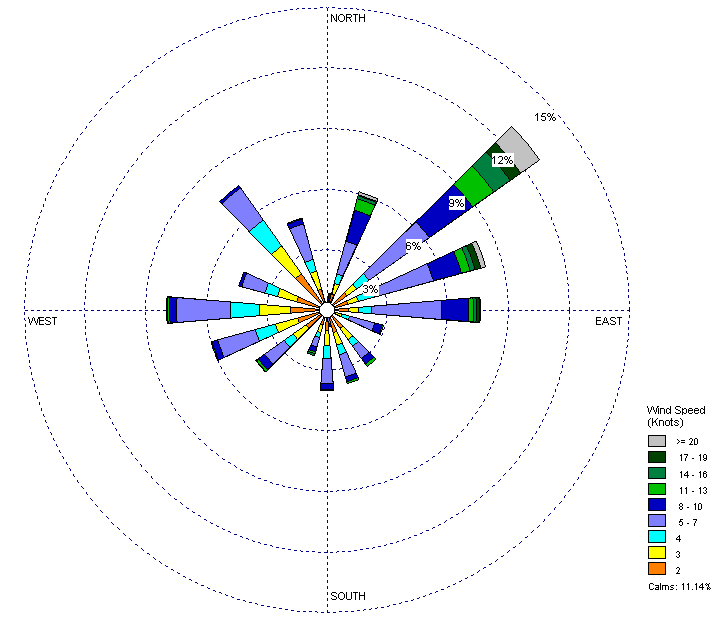 NORTH
15%
12%
9%
6%
3%
WEST
EAST
Wind Speed
(Knots)
>= 20
17 - 19
14 - 16
11 - 13
8 - 10
5 - 7
4
3
2
Calms: 11.14%
SOUTH